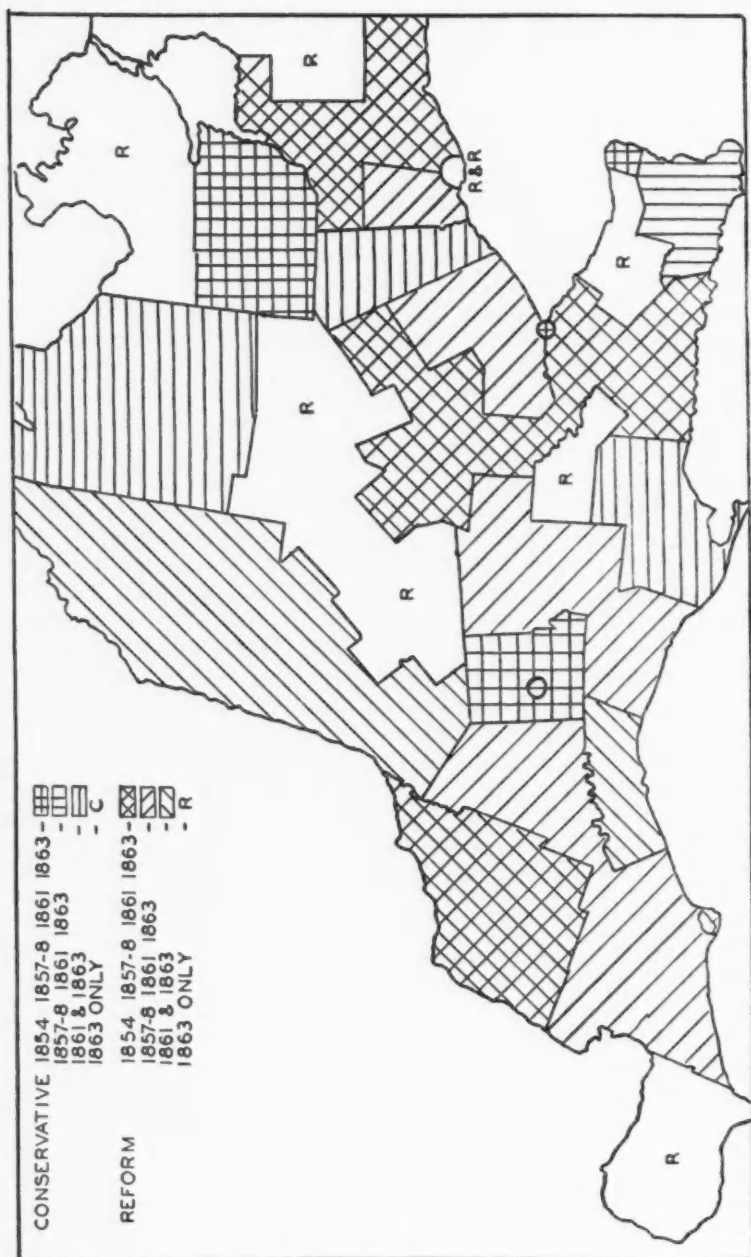 CONSERVATIVE 1854 1857-8 1861 1863-
1857-8 1861 1863 -
1861 & 1863 -
1863 ONLY - C
REFORM 1854 1857-8 1861 1863-
1857-8 1861 1863 -
1861 & 1863 -
1863 ONLY - R
R
R
R
R
R
R
R
R & R